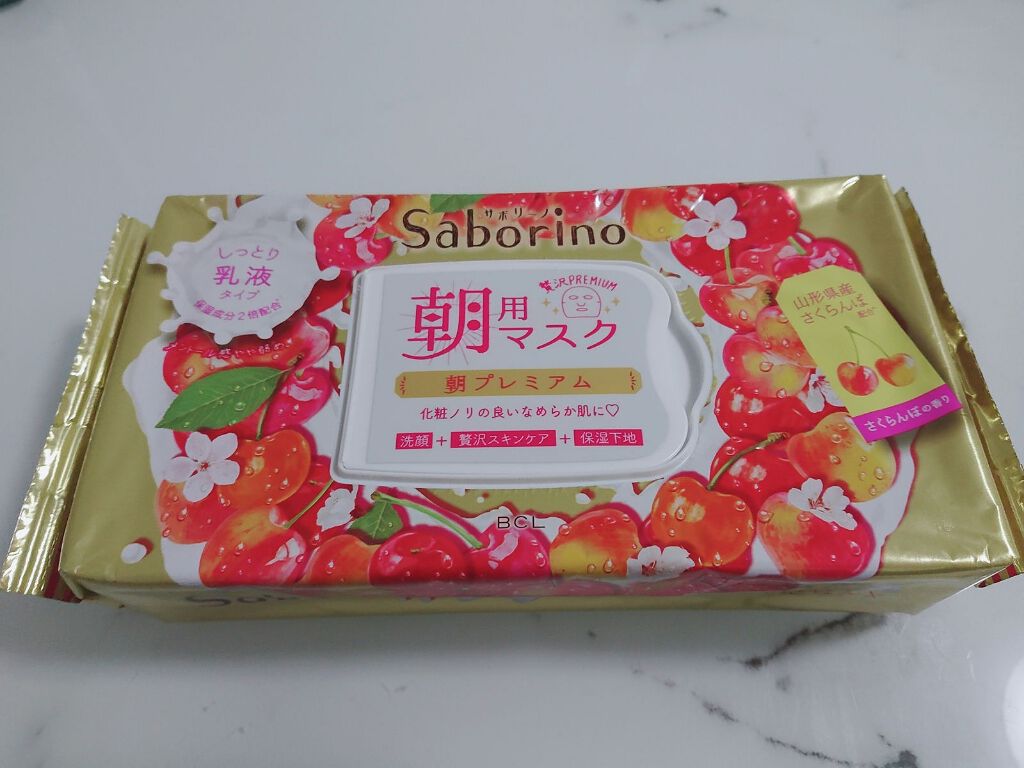 サボリーノ
Saborino
しっとり
乳液
タイプ
保湿成分2倍配合
贅沢PREMIUM
朝用
マスク
朝プレミアム
化粧ノリの良いなめらか肌に♡
洗顔+贅沢スキンケア+保湿下地
山形県産
さくらんぼ
配合
さくらんぼの香り
BCL